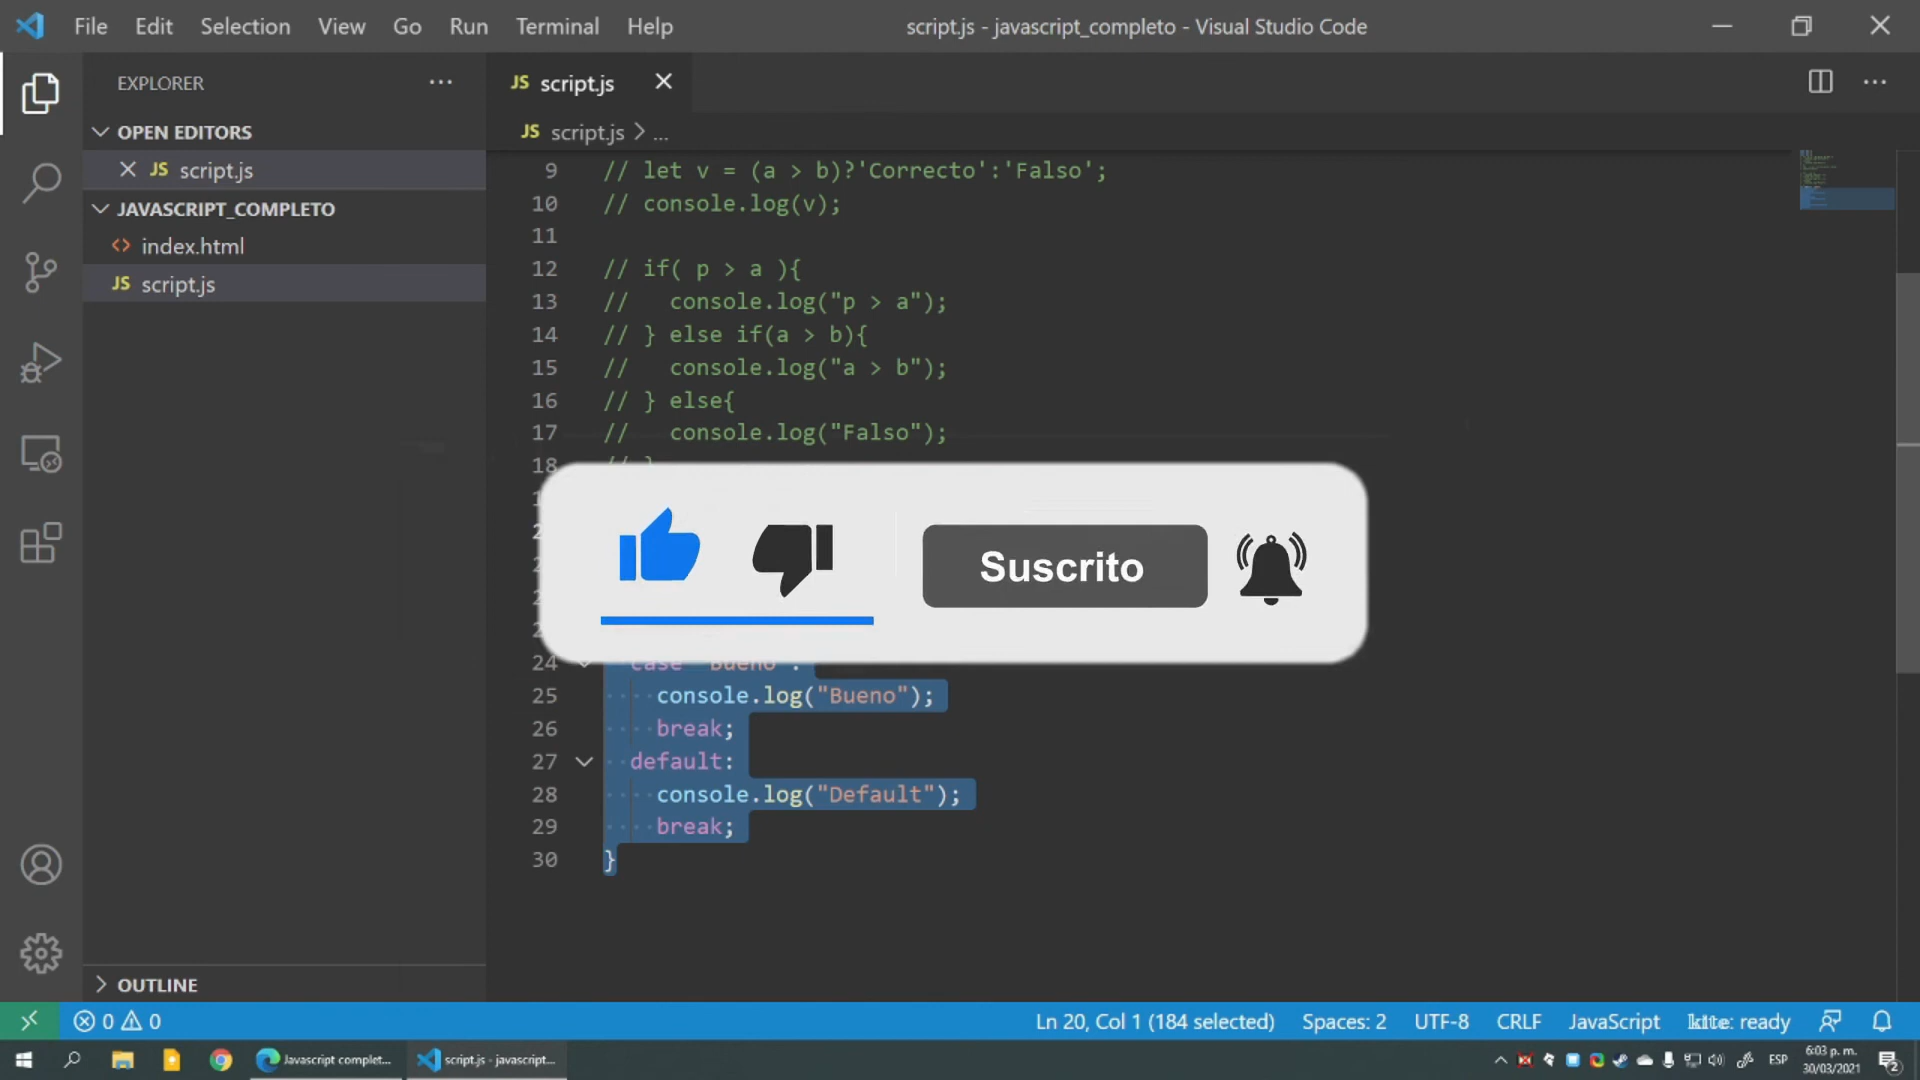 File Edit Selection View Go Run Terminal Help
script.js - javascript_completo - Visual Studio Code
EXPLORER
JS script.js
OPEN EDITORS
JS script.js > ...
JS script.js
JAVASCRIPT_COMPLETO
index.html
JS script.js
9 // let v = (a > b)?'Correcto':'Falso';
10 // console.log(v);
11
12 // if( p > a ){
13 //   console.log("p > a");
14 // } else if(a > b){
15 //   console.log("a > b");
16 // } else{
17 //   console.log("Falso");
18 // }
Suscrito
24 case "Bueno":
25 console.log("Bueno");
26 break;
27 default:
28 console.log("Default");
29 break;
30 }
OUTLINE
0 0
Ln 20, Col 1 (184 selected) Spaces: 2 UTF-8 CRLF JavaScript kite: ready
Javascript complet...
script.js - javascript...
ESP
6:03 p. m.
30/03/2021
2